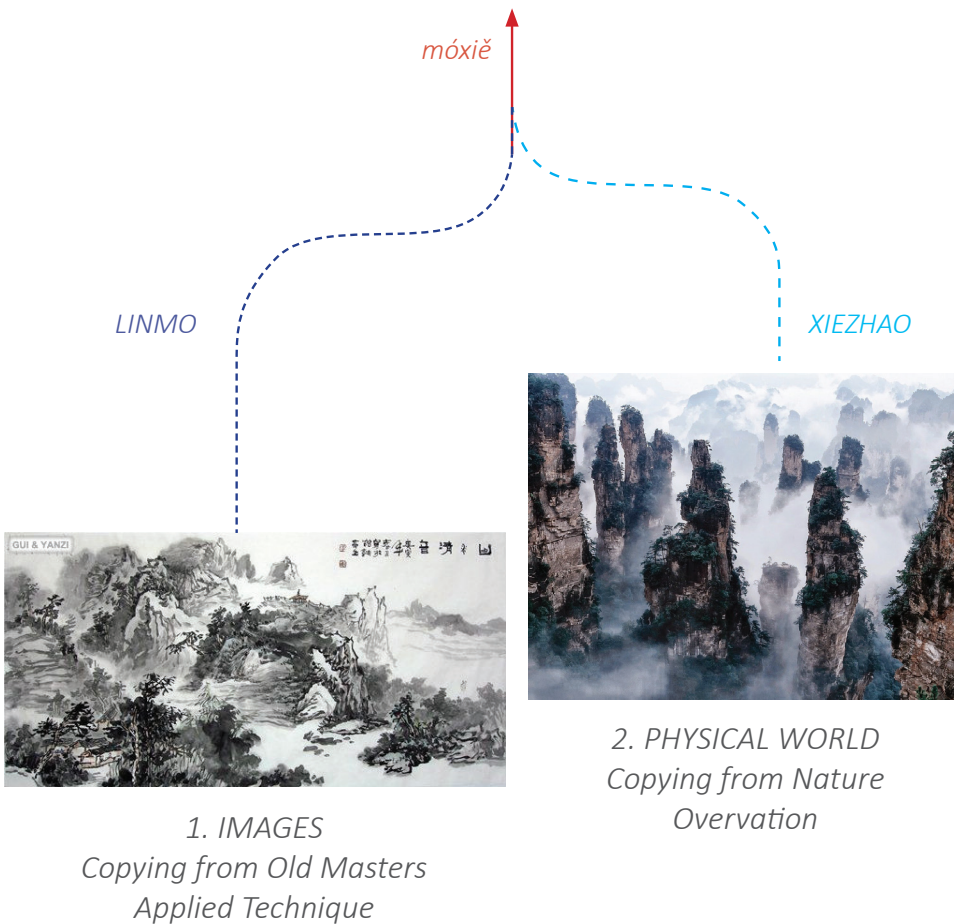 móxiě
LINMO
XIEZHAO
GUI & YANZI
2. PHYSICAL WORLD
Copying from Nature
Overvation
1. IMAGES
Copying from Old Masters
Applied Technique